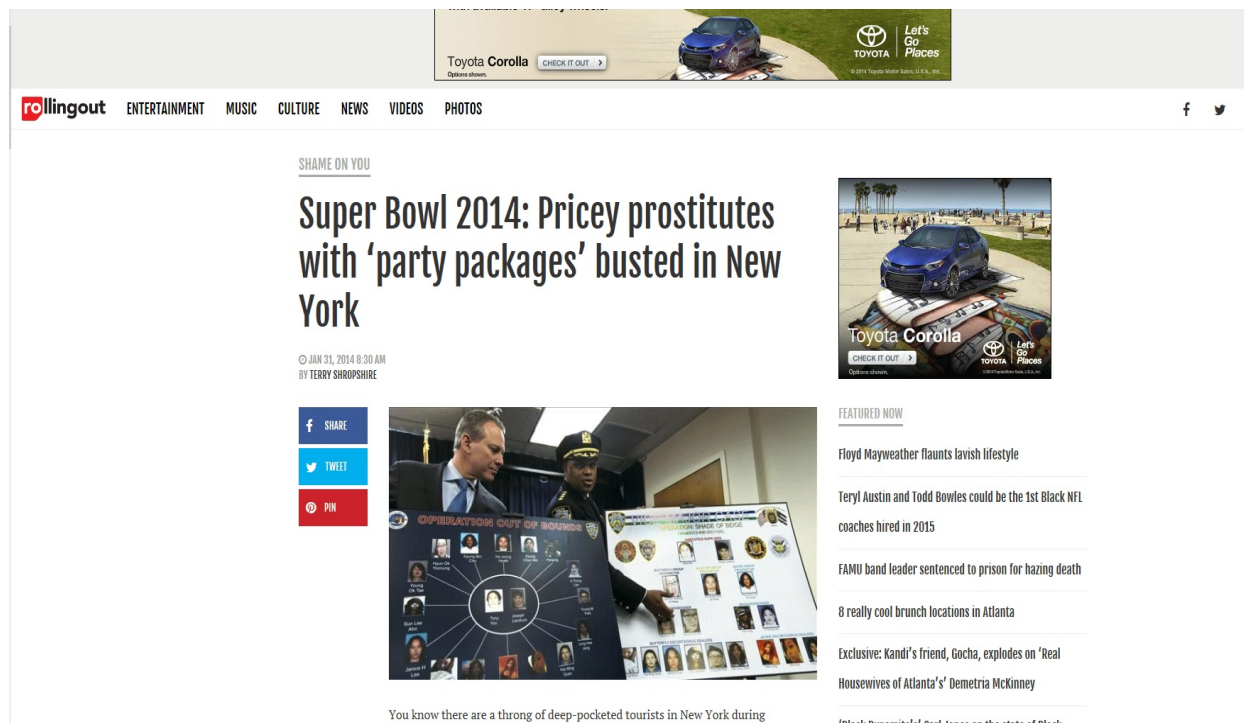 Toyota Corolla
CHECK IT OUT >
Options shown.
TOYOTA
Let's
Go
Places
© 2014 Toyota Motor Sales, U.S.A., Inc.
rollingout
ENTERTAINMENT MUSIC CULTURE NEWS VIDEOS PHOTOS
SHAME ON YOU
Super Bowl 2014: Pricey prostitutes
with ‘party packages’ busted in New
York
JAN 31, 2014 8:30 AM
BY TERRY SHROPSHIRE
SHARE
TWEET
PIN
OPERATION OUT OF BOUNDS
You know there are a throng of deep-pocketed tourists in New York during
Toyota Corolla
CHECK IT OUT >
Options shown.
TOYOTA
Let's
Go
Places
FEATURED NOW
Floyd Mayweather flaunts lavish lifestyle
Teryl Austin and Todd Bowles could be the 1st Black NFL
coaches hired in 2015
FAMU band leader sentenced to prison for hazing death
8 really cool brunch locations in Atlanta
Exclusive: Kandi’s friend, Gocha, explodes on ‘Real
Housewives of Atlanta’s’ Demetria McKinney